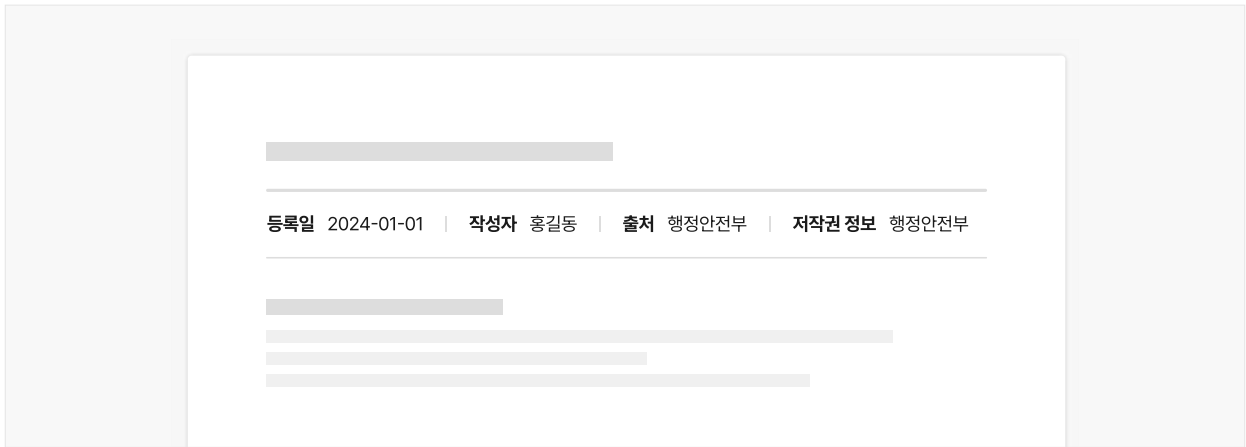 등록일 2024-01-01 | 작성자 홍길동 | 출처 행정안전부 | 저작권 정보 행정안전부